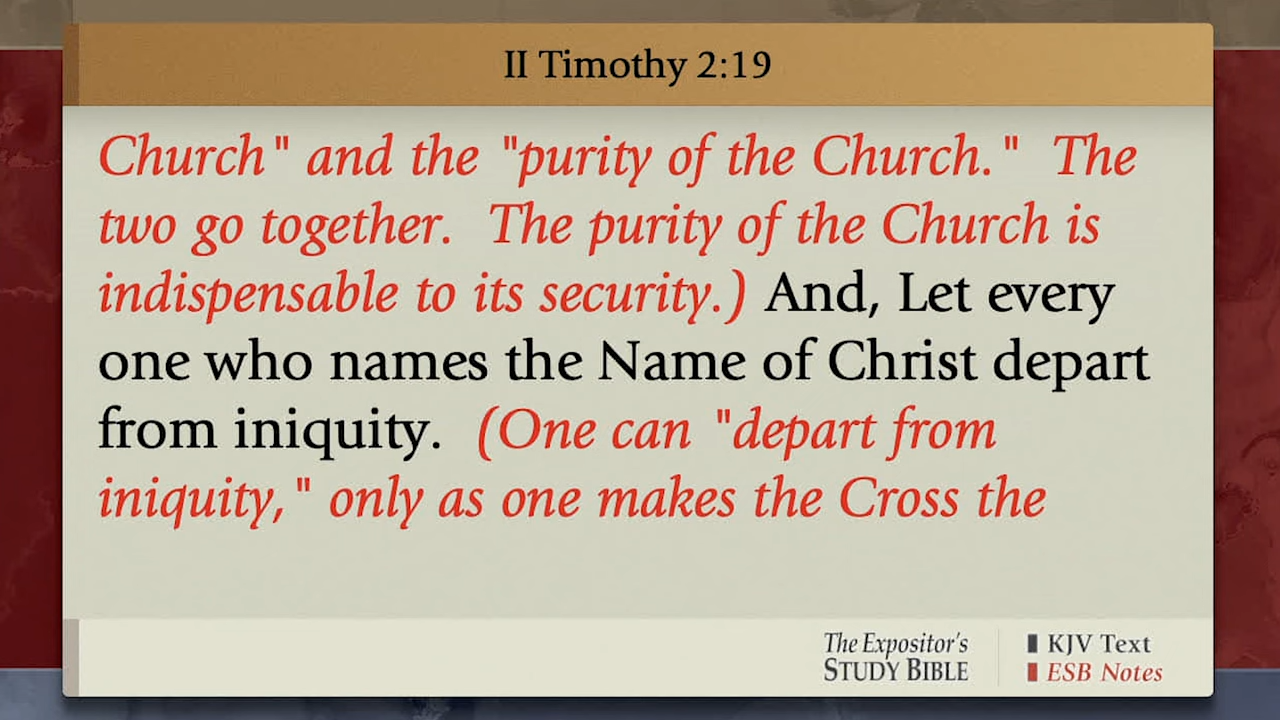 II Timothy 2:19
Church" and the "purity of the Church."  The
two go together.  The purity of the Church is
indispensable to its security.) And, Let every
one who names the Name of Christ depart
from iniquity.  (One can "depart from
iniquity," only as one makes the Cross the
The Expositor's
STUDY BIBLE
KJV Text
ESB Notes